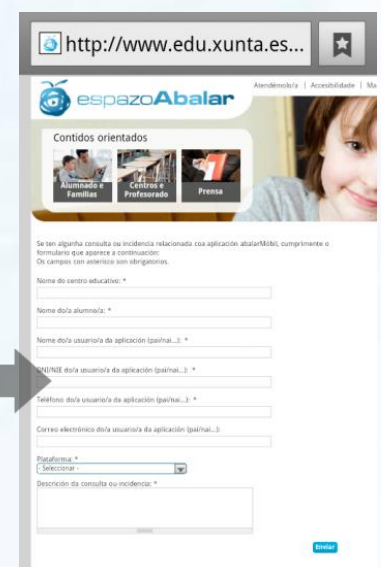 http://www.edu.xunta.es...
Atendémolo/a | Accesibilidade | Ma
espazoAbalar
Contidos orientados
Alumnado e Familias
Centros e Profesorado
Prensa
Se ten algunha consulta ou incidencia relacionada coa aplicación abalarMóbil, cumprimente o
formulario que aparece a continuación:
Os campos con asterisco son obrigatorios.
Nome do centro educativo: *
Nome do/a alumno/a: *
Nome do/a usuario/a da aplicación (pai/nai...): *
DNI/NIE do/a usuario/a da aplicación (pai/nai...): *
Teléfono do/a usuario/a da aplicación (pai/nai...): *
Correo electrónico do/a usuario/a da aplicación (pai/nai...):
Plataforma: *
- Seleccionar -
Descrición da consulta ou incidencia: *
Enviar